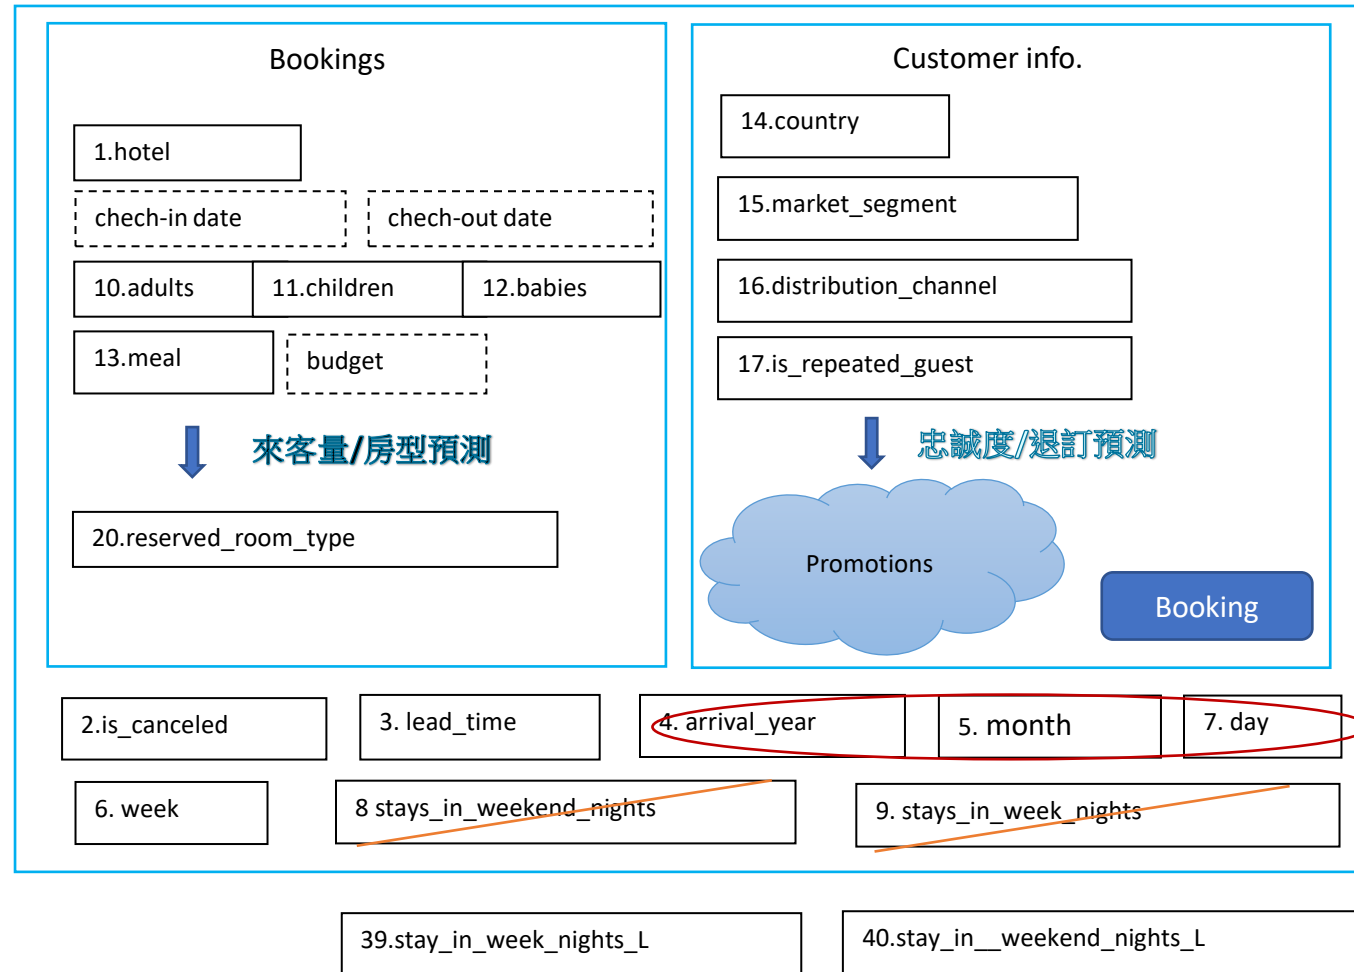 Bookings
1.hotel
chech-in date
chech-out date
10.adults
11.children
12.babies
13.meal
budget
來客量/房型預測
20.reserved_room_type
Customer info.
14.country
15.market_segment
16.distribution_channel
17.is_repeated_guest
忠誠度/退訂預測
Promotions
Booking
2.is_canceled
3. lead_time
4. arrival_year
5. month
7. day
6. week
8 stays_in_weekend_nights
9. stays_in_week_nights
39.stay_in_week_nights_L
40.stay_in__weekend_nights_L